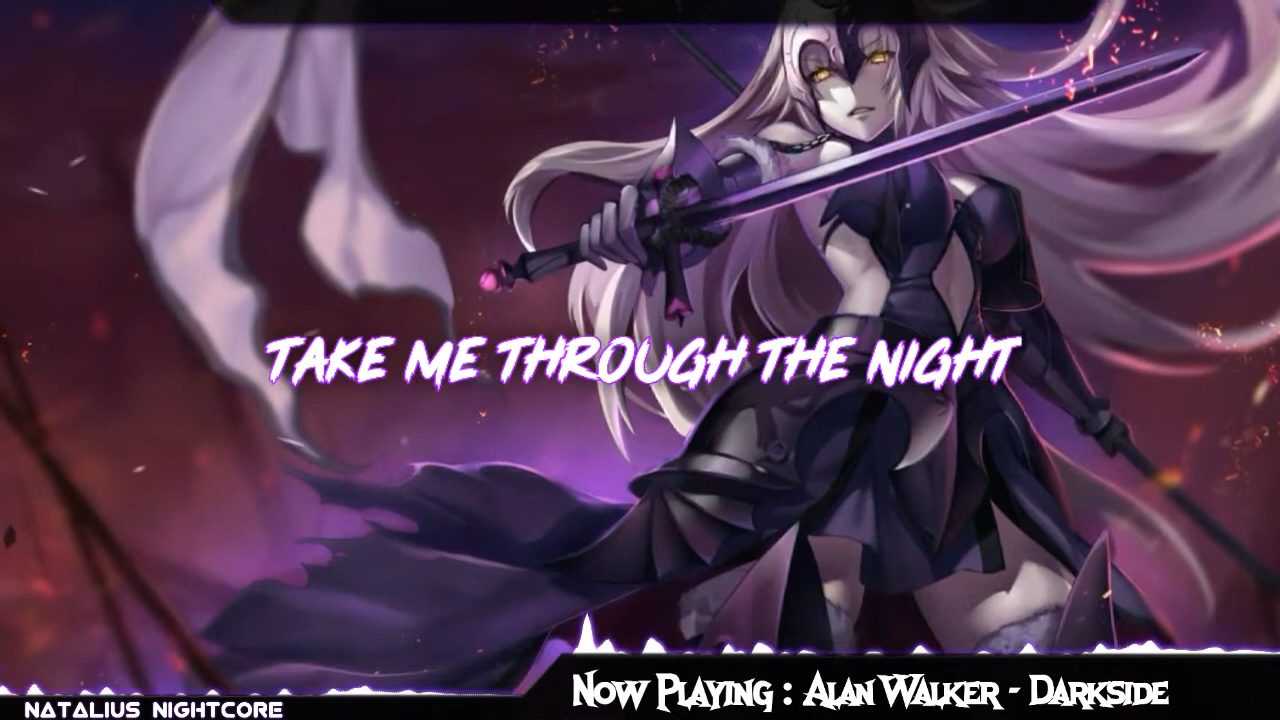 TAKE ME THROUGH THE NIGHT
NOW PLAYING : ALAN WALKER - DARKSIDE
NATALIUS NIGHTCORE